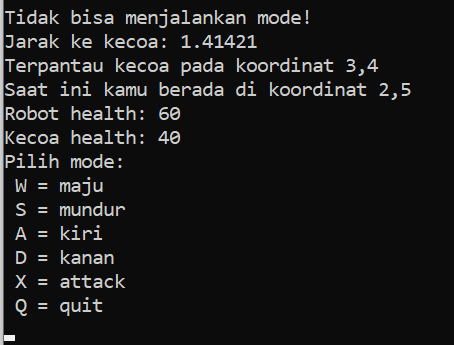 Tidak bisa menjalankan mode!
Jarak ke kecoa: 1.41421
Terpantau kecoa pada koordinat 3,4
Saat ini kamu berada di koordinat 2,5
Robot health: 60
Kecoa health: 40
Pilih mode:
W = maju
S = mundur
A = kiri
D = kanan
X = attack
Q = quit